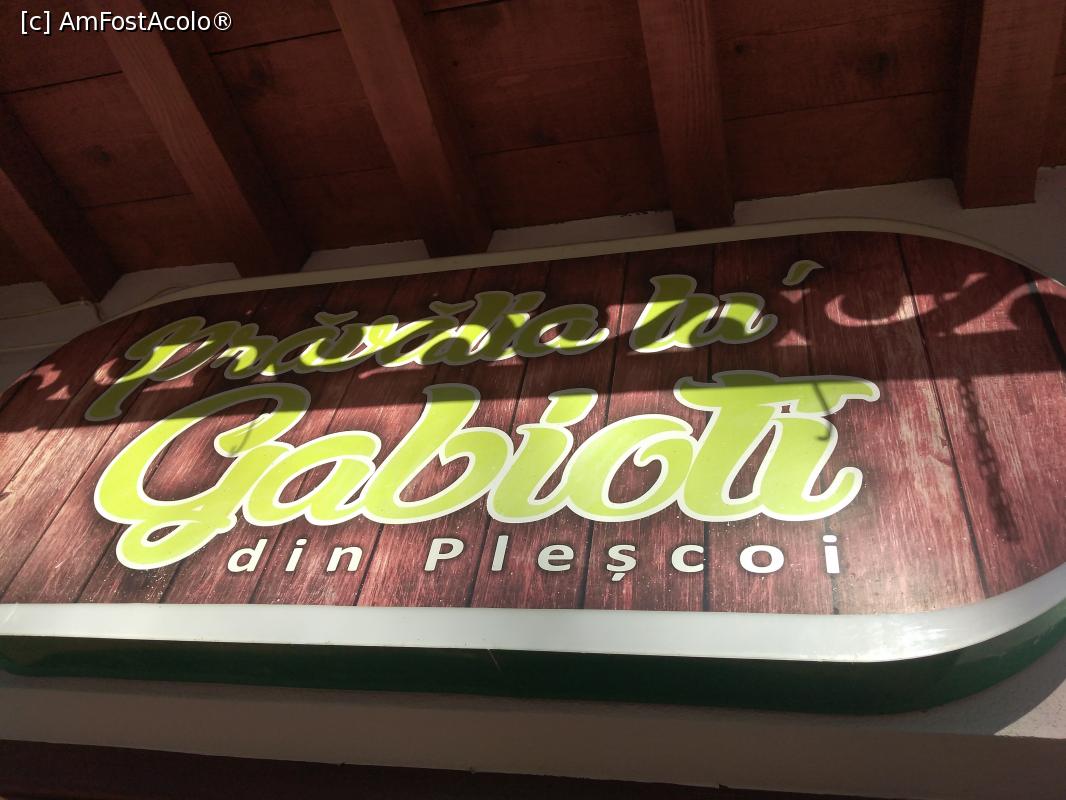 [c] AmFostAcolo®
Prăvălia lu'
Gabioti
din Pleșcoi